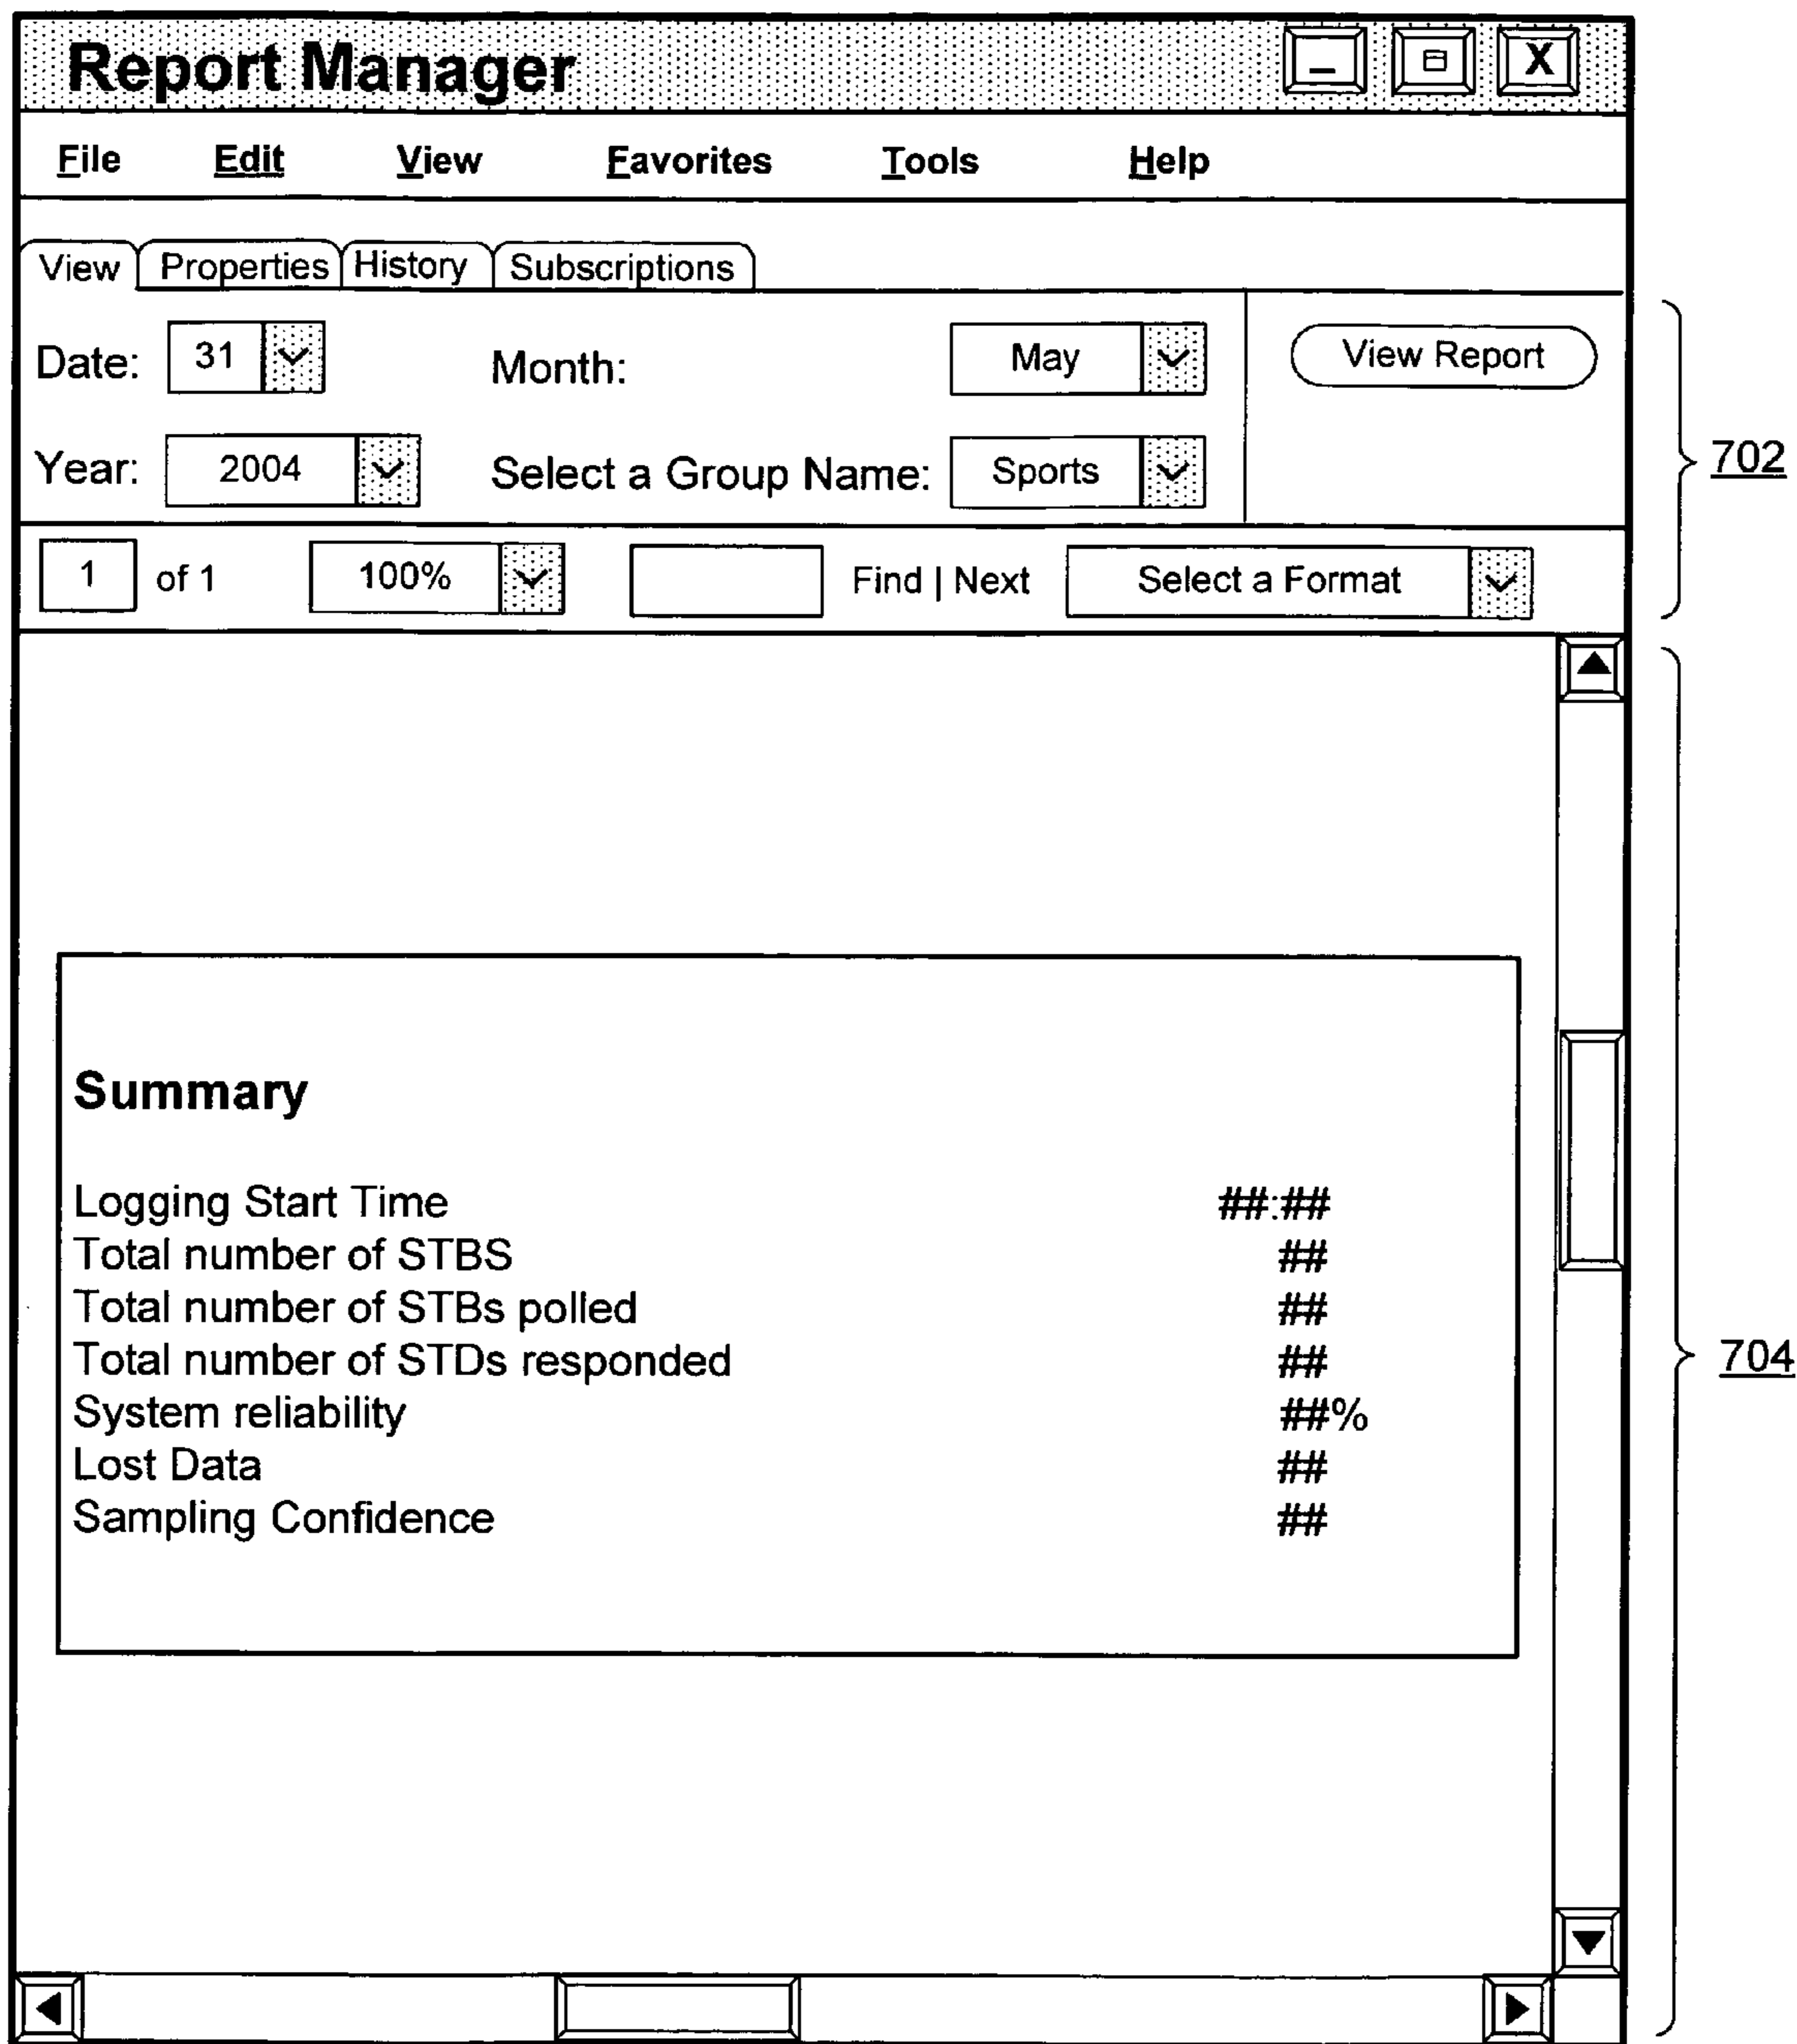 Report Manager _ X
File Edit View Favorites Tools Help
View Properties History Subscriptions
Date: 31 Month: May View Report
Year: 2004 Select a Group Name: Sports
702
1 of 1 100% Find | Next Select a Format
Summary
Logging Start Time ##:##
Total number of STBS ##
Total number of STBs polled ##
Total number of STDs responded ##
704
System reliability ##%
Lost Data ##
Sampling Confidence ##